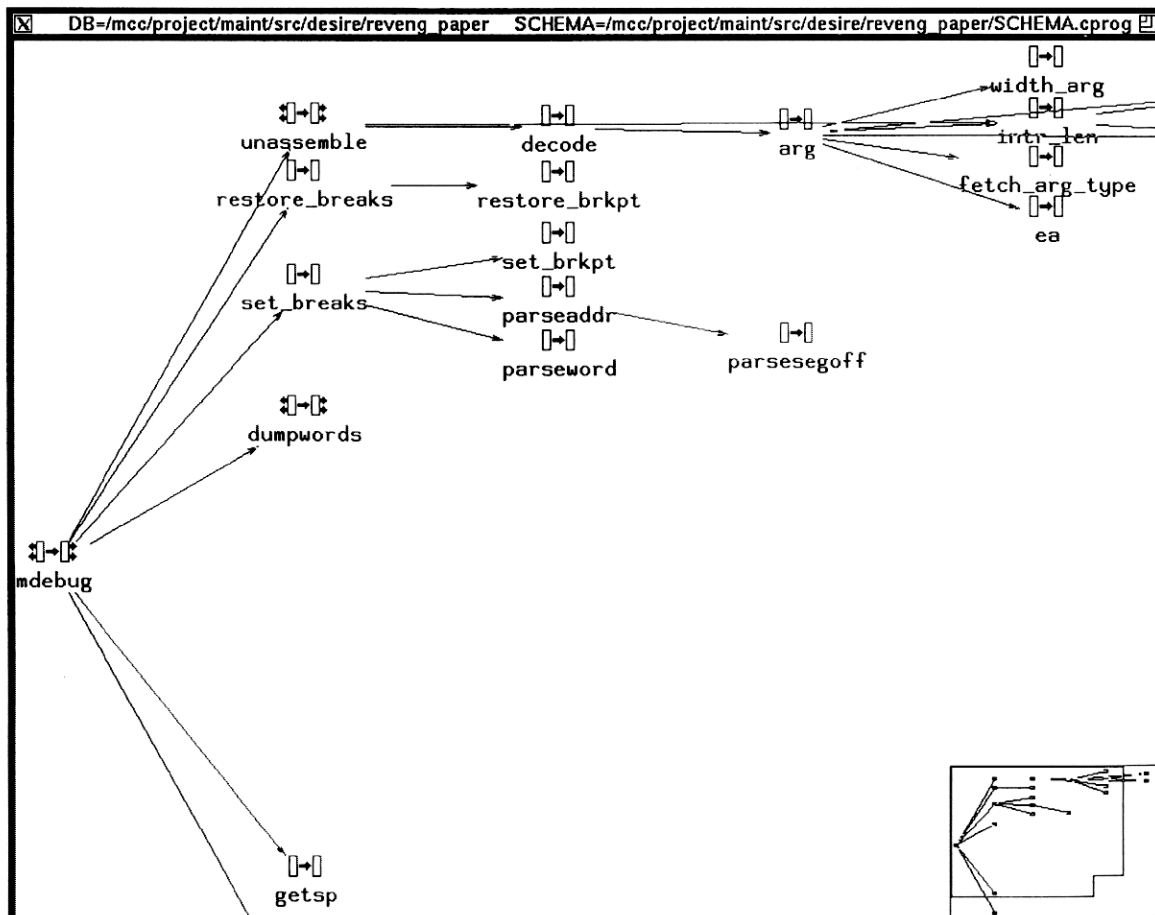 DB=/mcc/project/maint/src/desire/reveng_paper SCHEMA=/mcc/project/maint/src/desire/reveng_paper/SCHEMA.cprog
width_arg
unassemble decode arg intr_len
restore_breaks restore_brkpt fetch_arg_type
set_brkpt ea
set_breaks parseaddr
parseword parsesegoff
dumpwords
mdebug
getsp